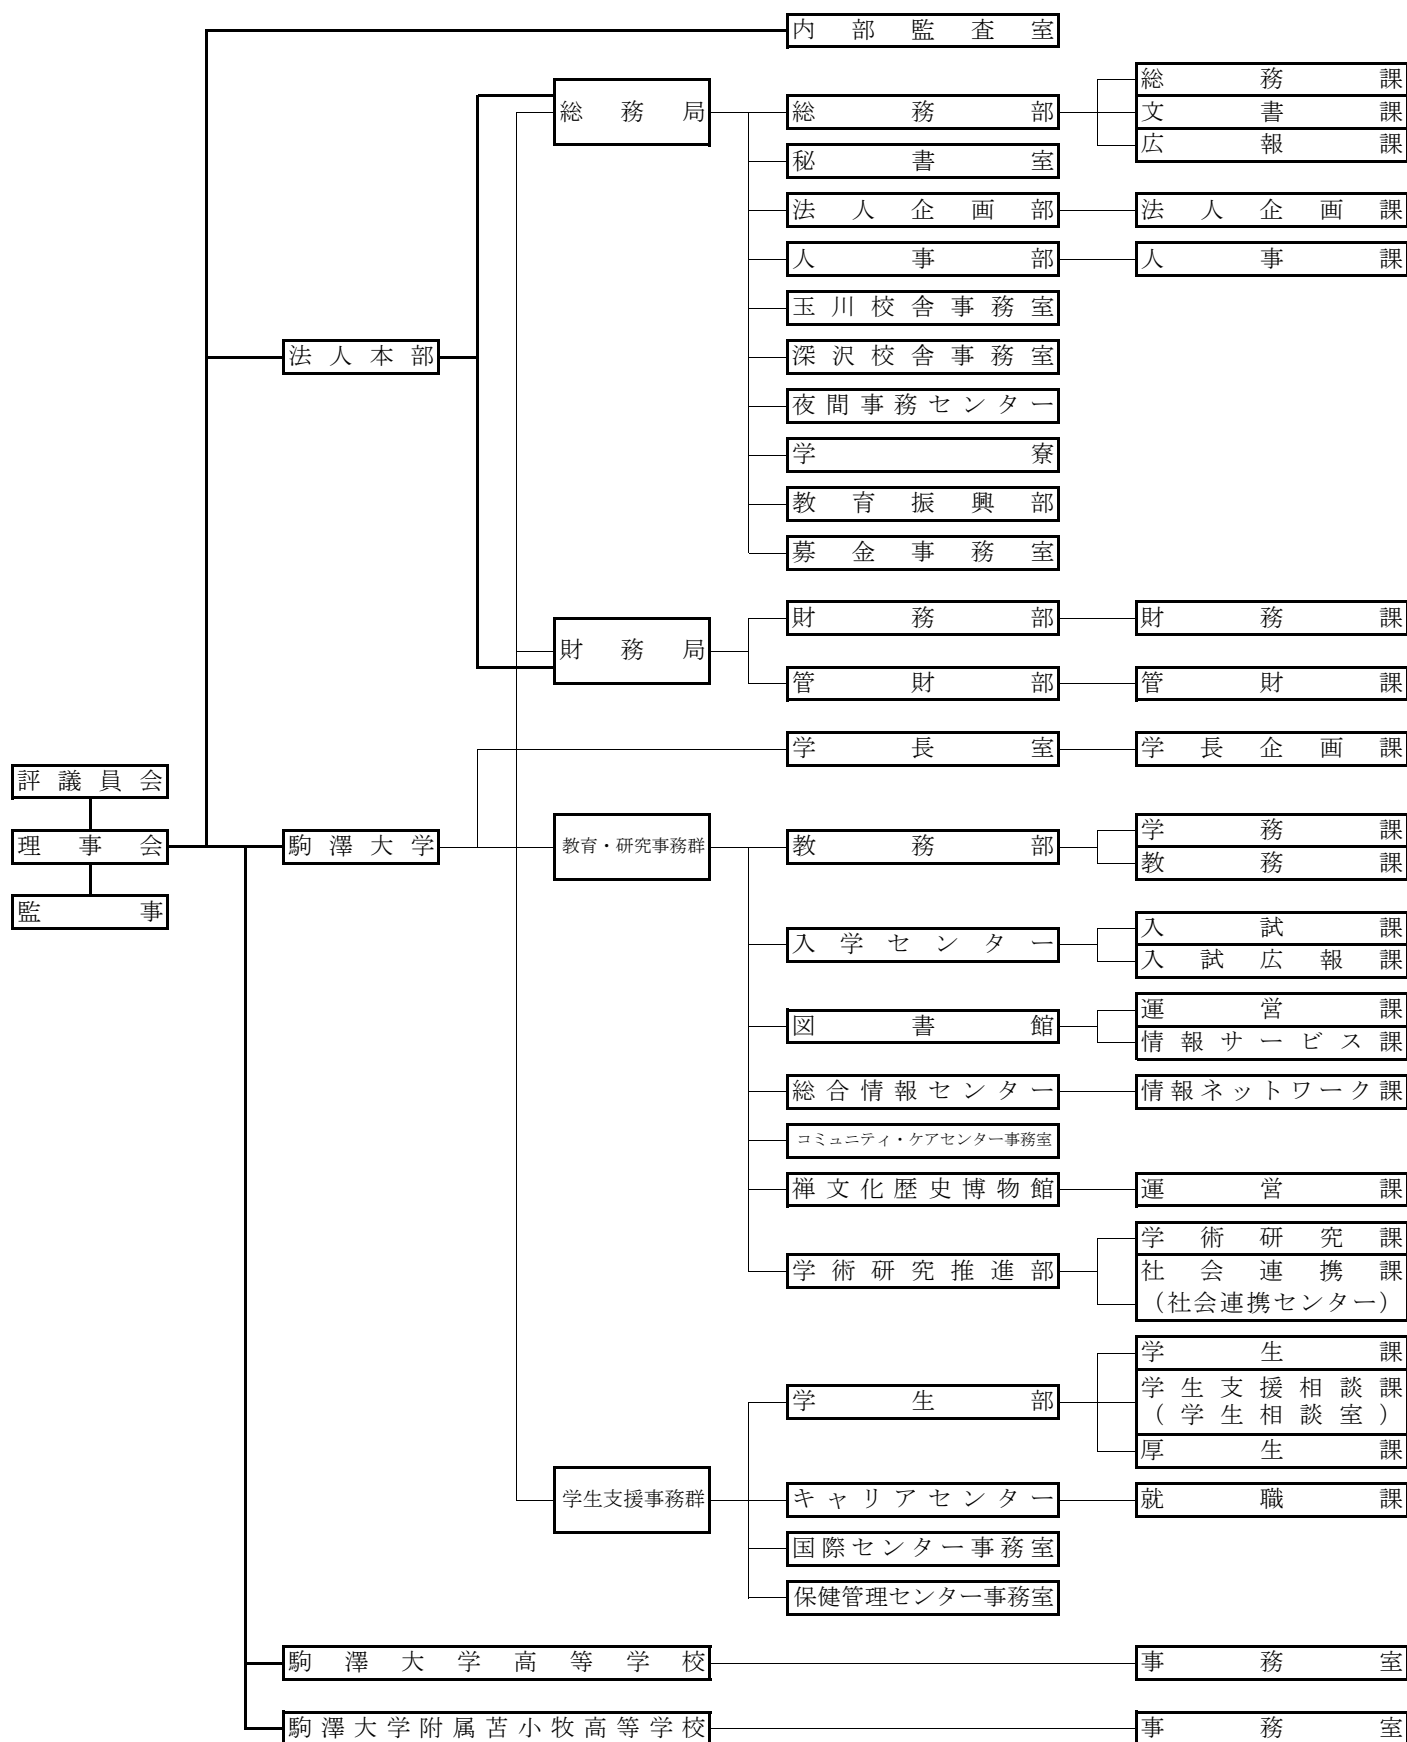 内部監査室
総務局
総務部
総務課
文書課
広報課
秘書室
法人企画部
法人企画課
人事部
人事課
玉川校舎事務室
法人本部
深沢校舎事務室
夜間事務センター
学寮
教育振興部
募金事務室
財務局
財務部
財務課
管財部
管財課
学長室
学長企画課
評議員会
理事会
監事
駒澤大学
教育・研究事務群
教務部
学務課
教務課
入学センター
入試課
入試広報課
図書館
運営課
情報サービス課
総合情報センター
情報ネットワーク課
コミュニティ・ケアセンター事務室
禅文化歴史博物館
運営課
学術研究推進部
学術研究課
社会連携課
（社会連携センター）
学生支援事務群
学生部
学生課
学生支援相談課
（学生相談室）
厚生課
キャリアセンター
就職課
国際センター事務室
保健管理センター事務室
駒澤大学高等学校
事務室
駒澤大学附属苫小牧高等学校
事務室